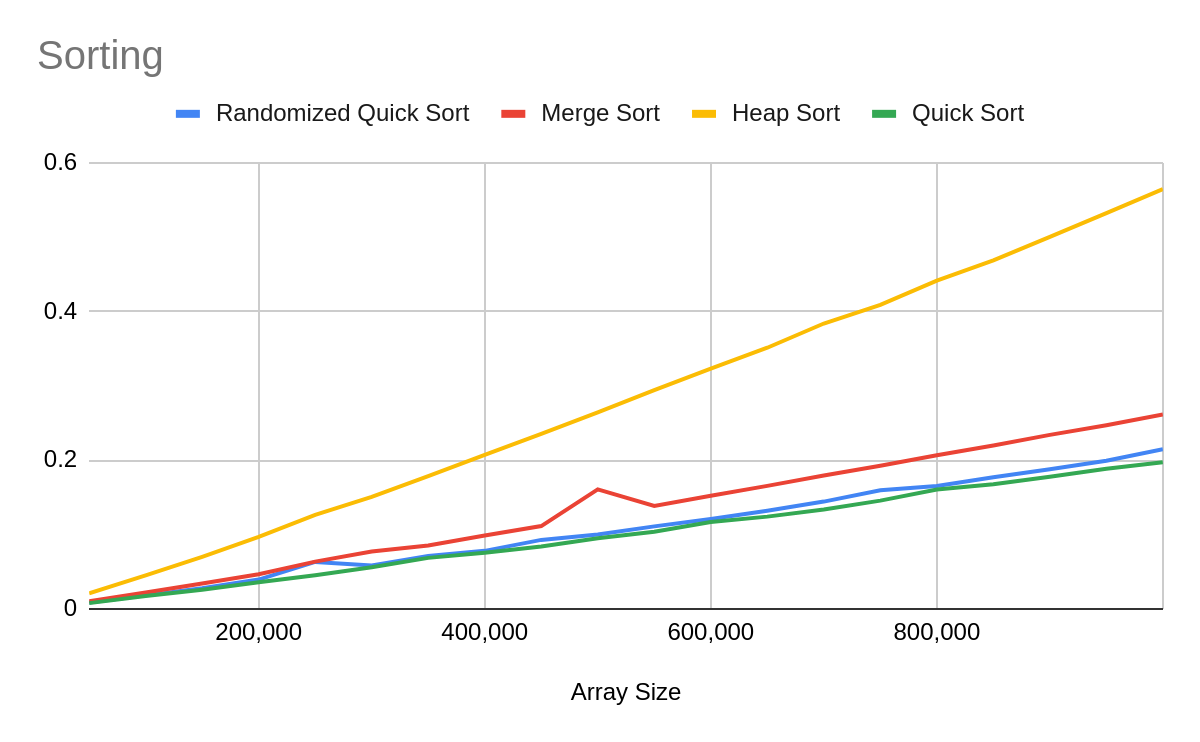 Sorting
Randomized Quick Sort Merge Sort Heap Sort Quick Sort
0.6
0.4
0.2
0
200,000 400,000 600,000 800,000
Array Size